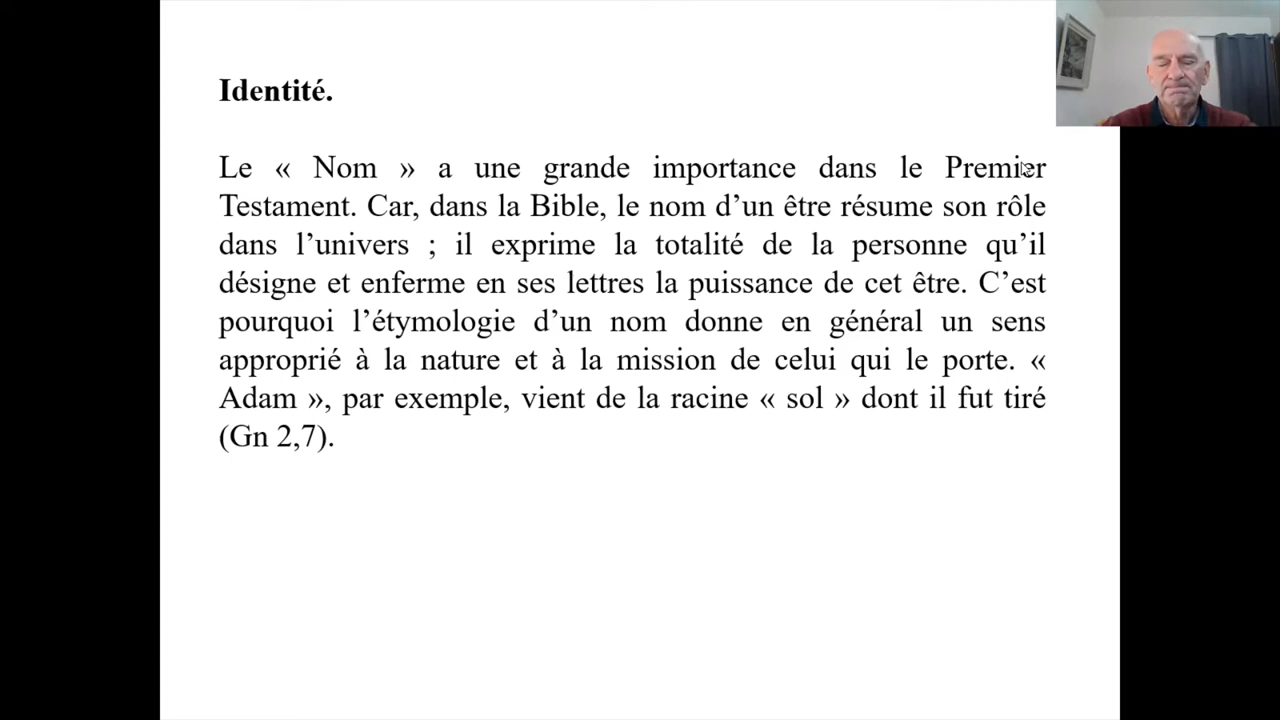 Identité.
Le « Nom » a une grande importance dans le Premier
Testament. Car, dans la Bible, le nom d’un être résume son rôle
dans l’univers ; il exprime la totalité de la personne qu’il
désigne et enferme en ses lettres la puissance de cet être. C’est
pourquoi l’étymologie d’un nom donne en général un sens
approprié à la nature et à la mission de celui qui le porte. «
Adam », par exemple, vient de la racine « sol » dont il fut tiré
(Gn 2,7).